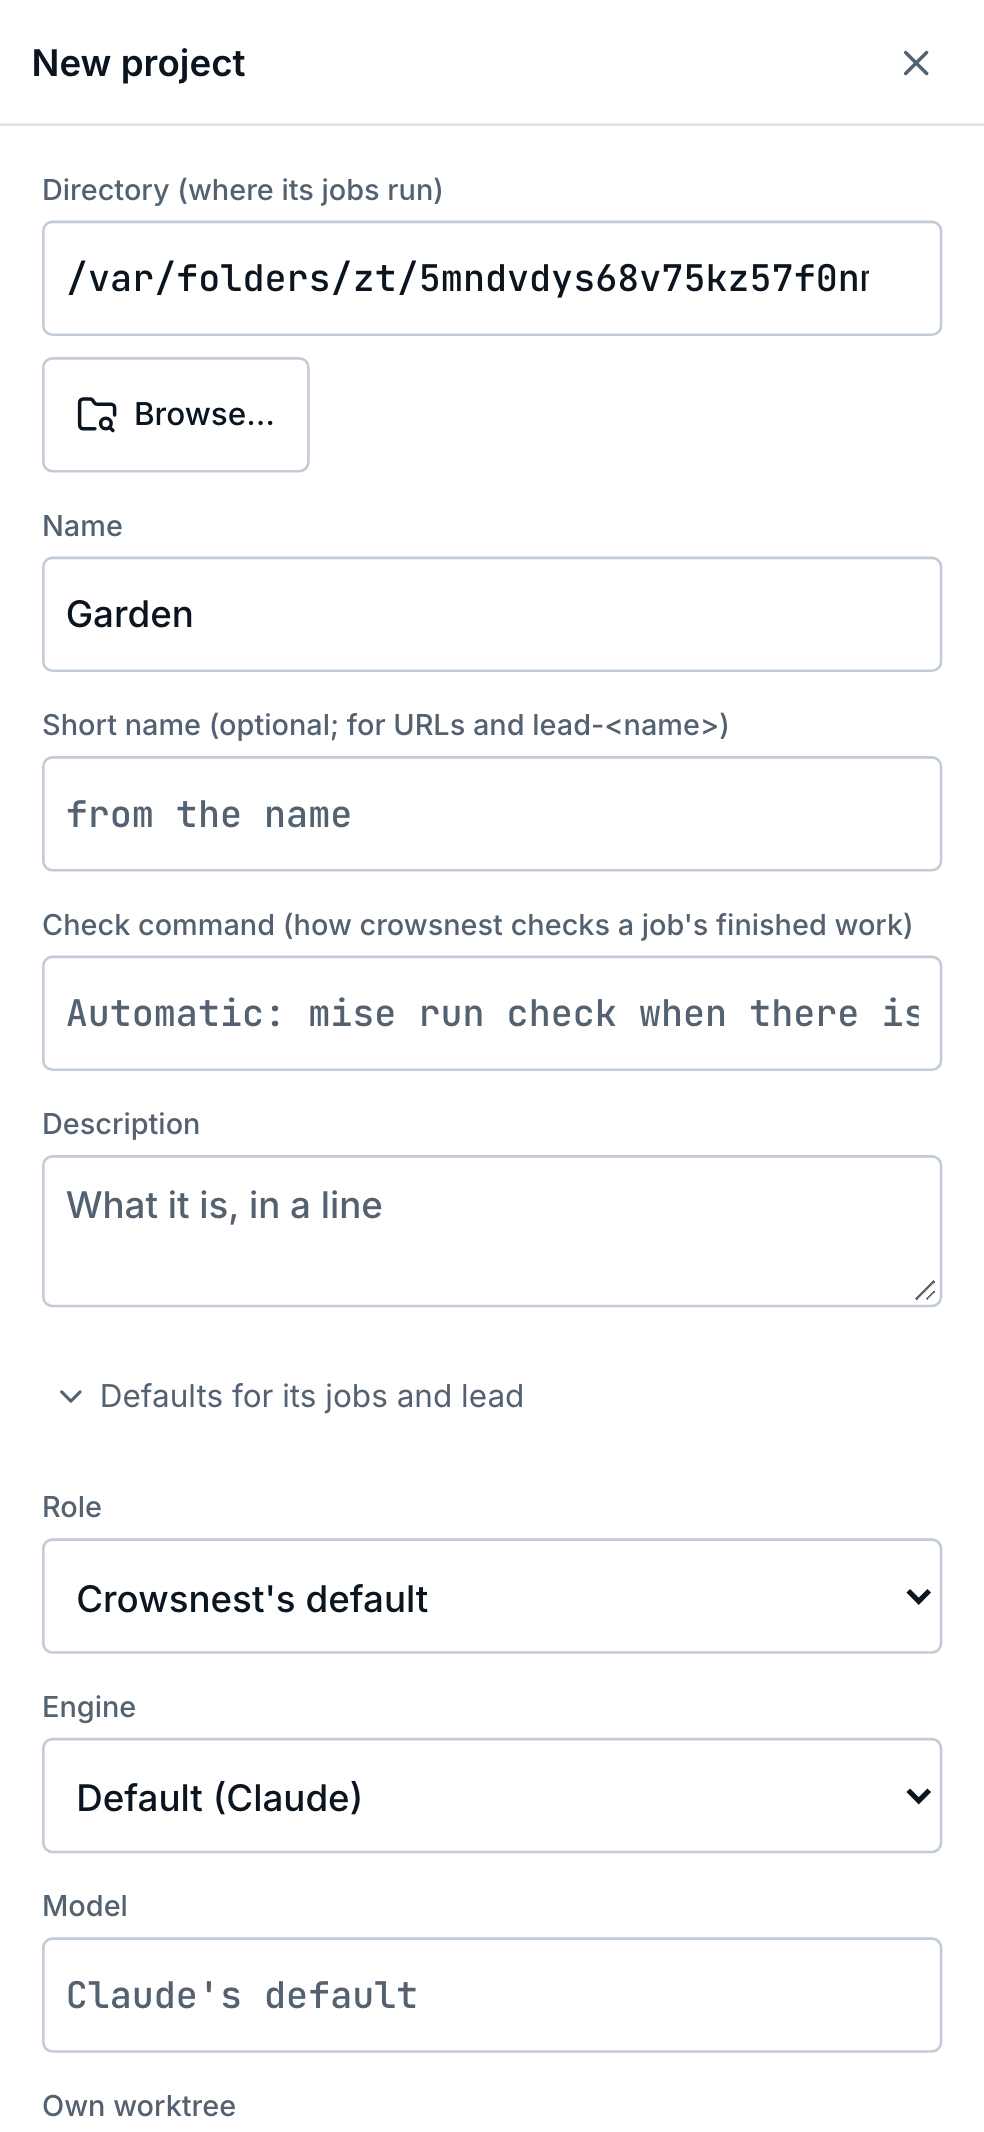 New project
Directory (where its jobs run)
/var/folders/zt/5mndvdys68v75kz57f0nr
Browse...
Name
Garden
Short name (optional; for URLs and lead-<name>)
from the name
Check command (how crowsnest checks a job's finished work)
Automatic: mise run check when there is
Description
What it is, in a line
Defaults for its jobs and lead
Role
Crowsnest's default
Engine
Default (Claude)
Model
Claude's default
Own worktree